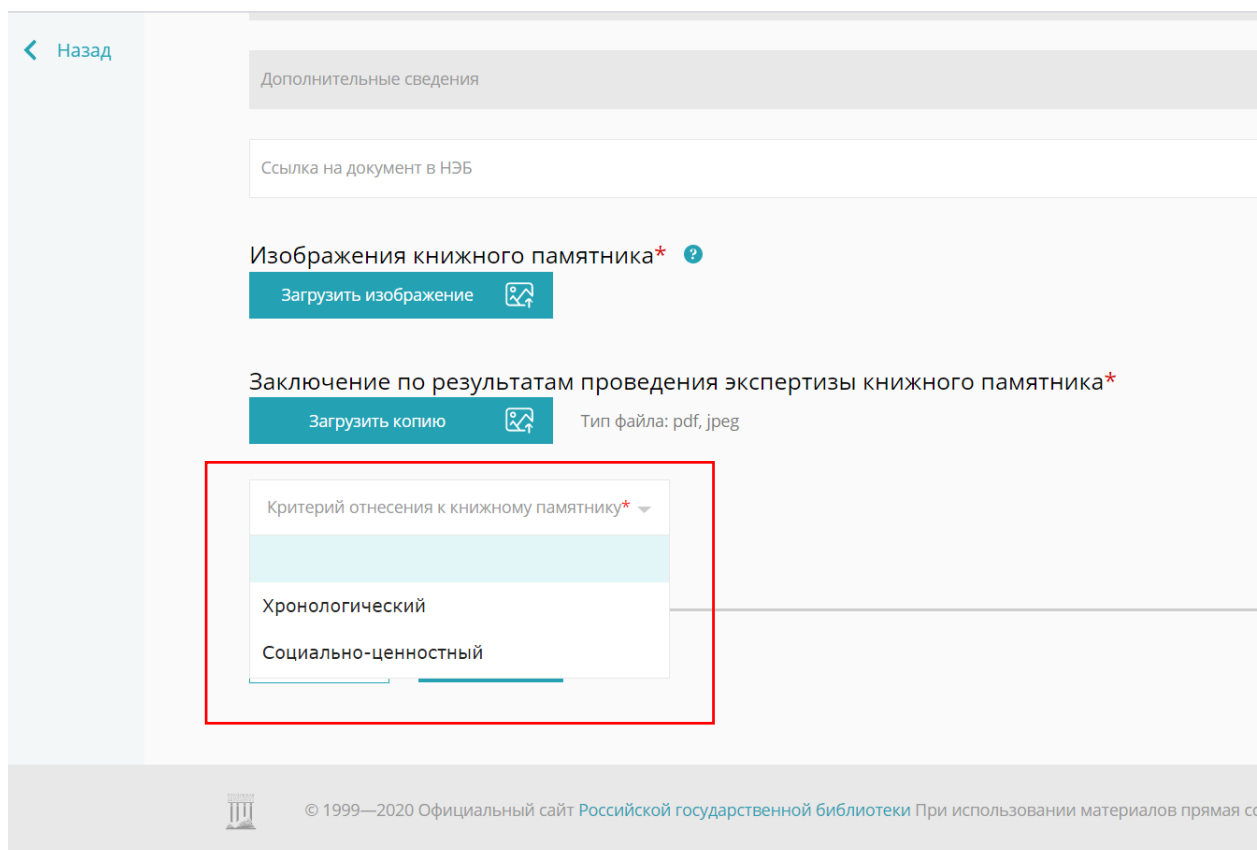 Назад
Дополнительные сведения
Ссылка на документ в НЭБ
Изображения книжного памятника* ?
Загрузить изображение
Заключение по результатам проведения экспертизы книжного памятника*
Загрузить копию Тип файла: pdf, jpeg
Критерий отнесения к книжному памятнику*
Хронологический
Социально-ценностный
© 1999—2020 Официальный сайт Российской государственной библиотеки При использовании материалов прямая